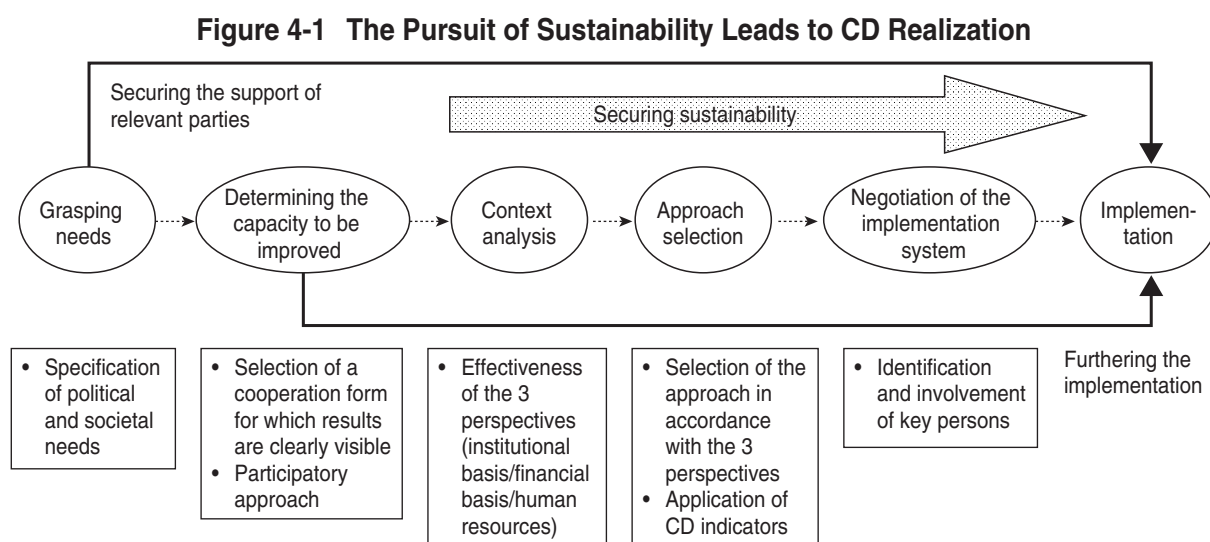 Figure 4-1 The Pursuit of Sustainability Leads to CD Realization
Securing the support of
relevant parties
Securing sustainability
Grasping
needs
Determining the
capacity to be
improved
Context
analysis
Approach
selection
Negotiation of the
implementation
system
Implemen-
tation
• Specification
of political
and societal
needs
• Selection of a
cooperation form
for which results
are clearly visible
• Participatory
approach
• Effectiveness
of the 3
perspectives
(institutional
basis/financial
basis/human
resources)
• Selection of the
approach in
accordance
with the 3
perspectives
• Application of
CD indicators
• Identification
and involvement
of key persons
Furthering the
implementation